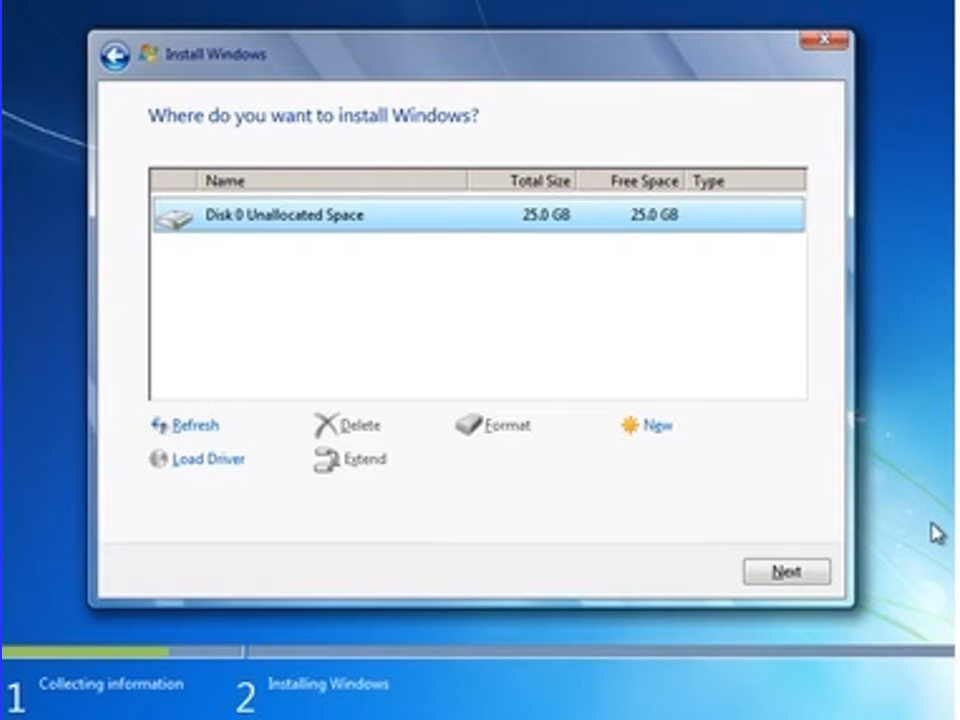 Install Windows
Where do you want to install Windows?
Name Total Size Free Space Type
Disk 0 Unallocated Space 25.0 GB 25.0 GB
Refresh Delete Format New
Load Driver Extend
Next
1 Collecting information 2 Installing Windows